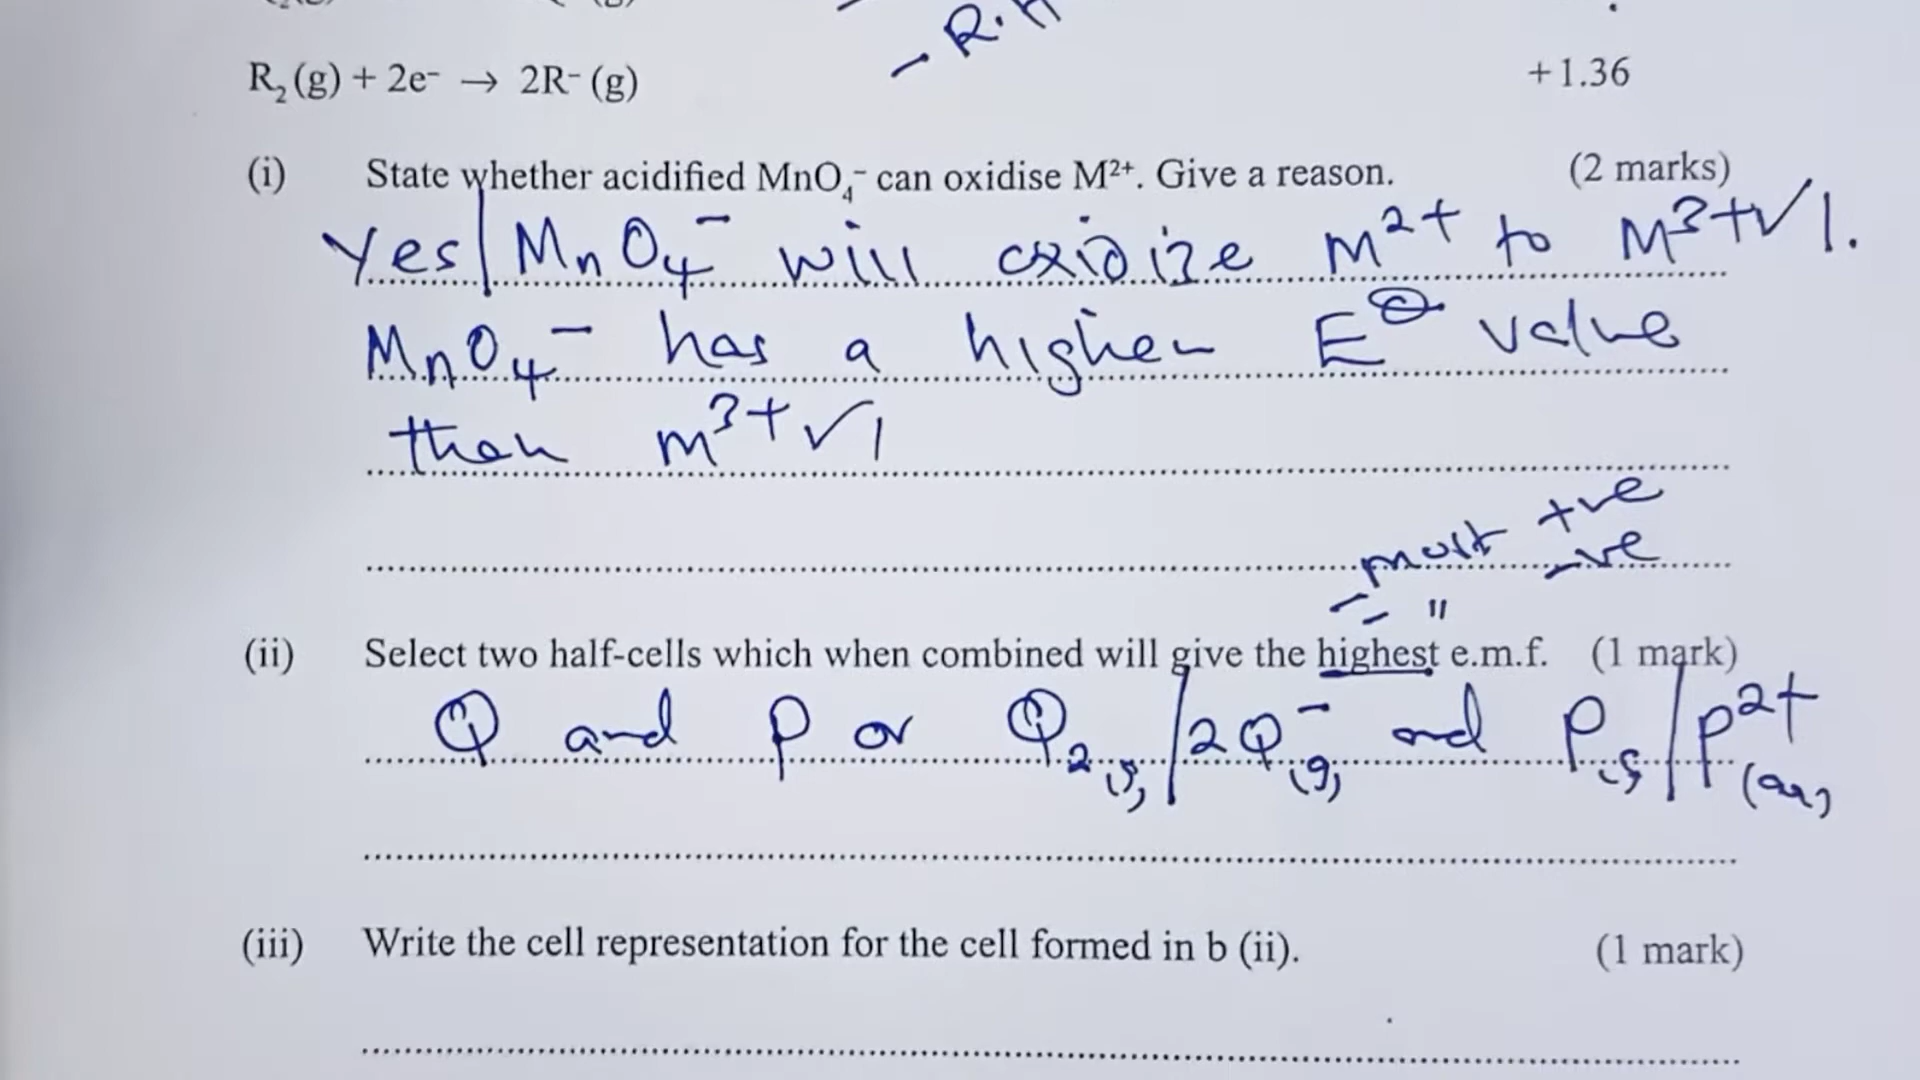 – R.H
R₂ (g) + 2e⁻ → 2R⁻ (g) +1.36
(i) State whether acidified MnO₄⁻ can oxidise M²⁺. Give a reason. (2 marks)
Yes / MnO₄⁻ will oxidize M²⁺ to M³⁺ ✓1.
MnO₄⁻ has a higher E^⊖ value
than M³⁺ ✓1
– most +ve
– " –ve
(ii) Select two half-cells which when combined will give the highest e.m.f. (1 mark)
Q and P or Q₂(g) / 2Q⁻(g) and P(s) / P²⁺(aq)
(iii) Write the cell representation for the cell formed in b (ii). (1 mark)